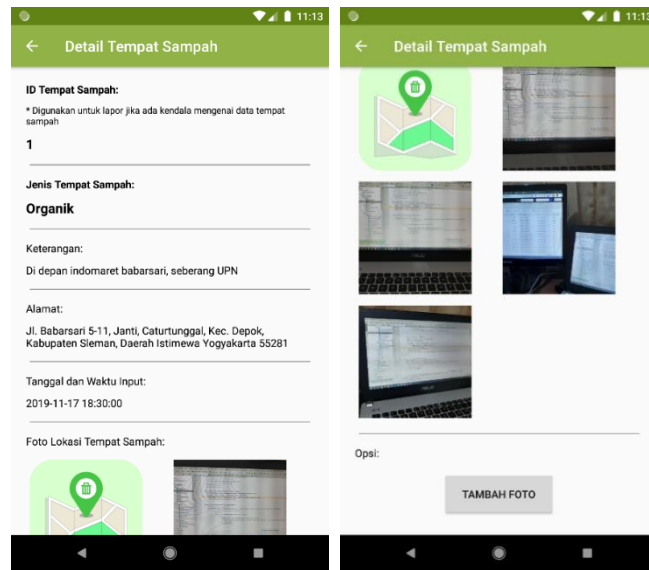 11:13
Detail Tempat Sampah
ID Tempat Sampah:
* Digunakan untuk lapor jika ada kendala mengenai data tempat
sampah
1
Jenis Tempat Sampah:
Organik
Keterangan:
Di depan indomaret babarsari, seberang UPN
Alamat:
Jl. Babarsari 5-11, Janti, Caturtunggal, Kec. Depok,
Kabupaten Sleman, Daerah Istimewa Yogyakarta 55281
Tanggal dan Waktu Input:
2019-11-17 18:30:00
Foto Lokasi Tempat Sampah:
11:13
Detail Tempat Sampah
Opsi:
TAMBAH FOTO